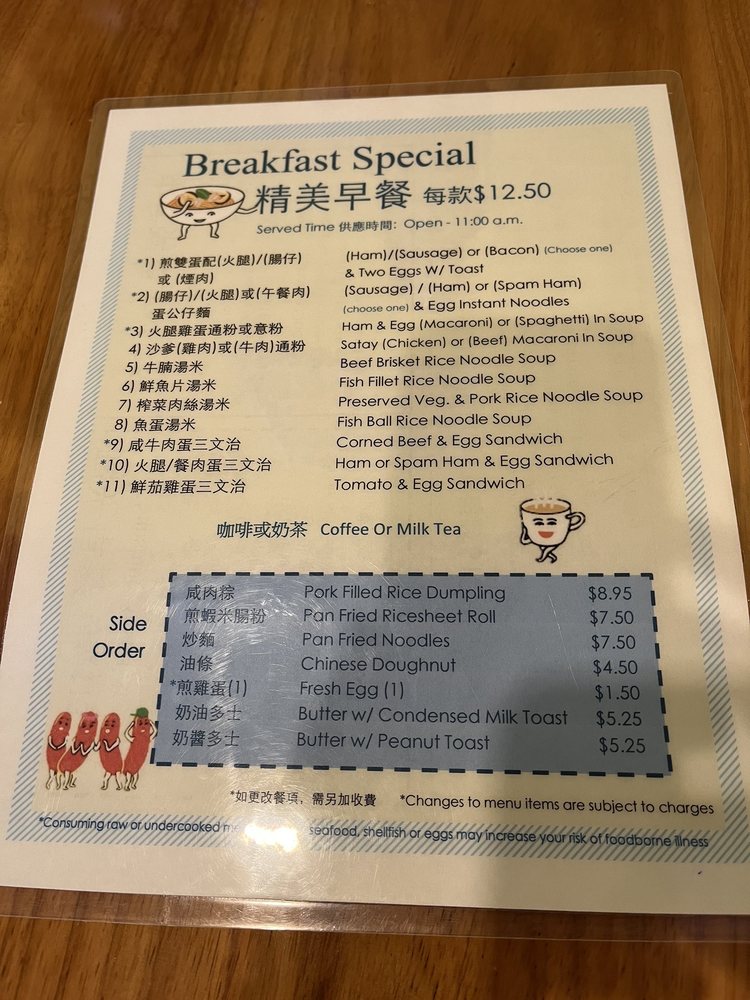 Breakfast Special
精美早餐 每款$12.50
Served Time 供應時間: Open - 11:00 a.m.
*1) 煎雙蛋配(火腿)/(腸仔) (Ham)/(Sausage) or (Bacon) (Choose one)
或 (煙肉) & Two Eggs W/ Toast
*2) (腸仔)/(火腿)或(午餐肉) (Sausage) / (Ham) or (Spam Ham)
蛋公仔麵 (choose one) & Egg Instant Noodles
*3) 火腿雞蛋通粉或意粉 Ham & Egg (Macaroni) or (Spaghetti) In Soup
4) 沙爹(雞肉)或(牛肉)通粉 Satay (Chicken) or (Beef) Macaroni In Soup
5) 牛腩湯米 Beef Brisket Rice Noodle Soup
6) 鮮魚片湯米 Fish Fillet Rice Noodle Soup
7) 榨菜肉絲湯米 Preserved Veg. & Pork Rice Noodle Soup
8) 魚蛋湯米 Fish Ball Rice Noodle Soup
*9) 咸牛肉蛋三文治 Corned Beef & Egg Sandwich
*10) 火腿/餐肉蛋三文治 Ham or Spam Ham & Egg Sandwich
*11) 鮮茄雞蛋三文治 Tomato & Egg Sandwich
咖啡或奶茶 Coffee Or Milk Tea
Side Order
咸肉粽 Pork Filled Rice Dumpling $8.95
煎蝦米腸粉 Pan Fried Ricesheet Roll $7.50
炒麵 Pan Fried Noodles $7.50
油條 Chinese Doughnut $4.50
*煎雞蛋(1) Fresh Egg (1) $1.50
奶油多士 Butter w/ Condensed Milk Toast $5.25
奶醬多士 Butter w/ Peanut Toast $5.25
*如更改餐項，需另加收費 *Changes to menu items are subject to charges
*Consuming raw or undercooked seafood, shellfish or eggs may increase your risk of foodborne illness